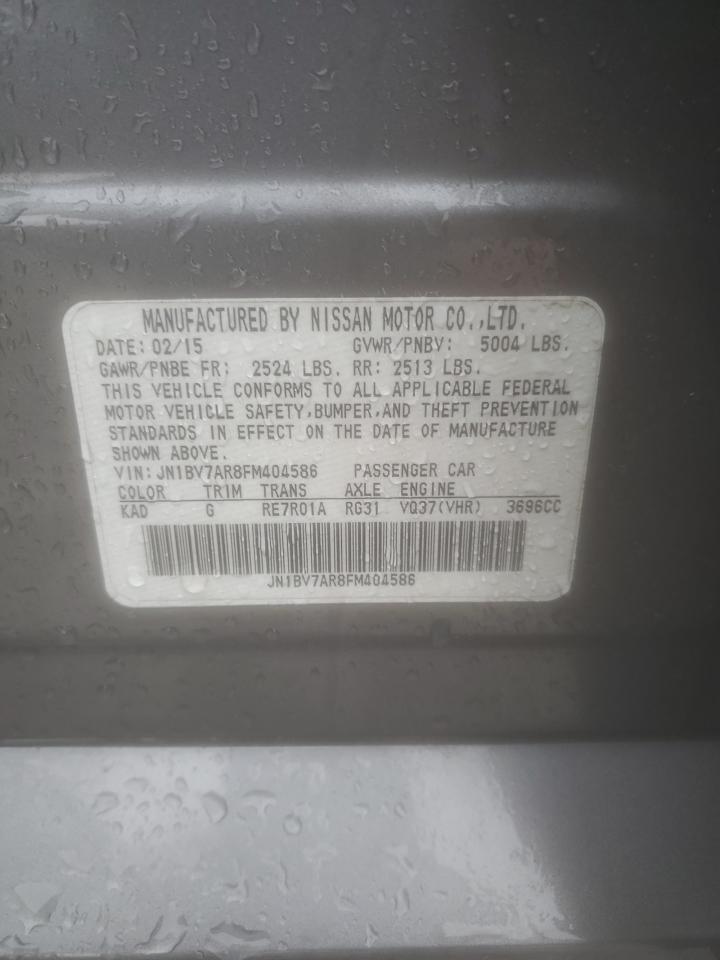 MANUFACTURED BY NISSAN MOTOR CO.,LTD.
DATE: 02/15 GVWR/PNBV: 5004 LBS.
GAWR/PNBE FR: 2524 LBS. RR: 2513 LBS.
THIS VEHICLE CONFORMS TO ALL APPLICABLE FEDERAL
MOTOR VEHICLE SAFETY,BUMPER,AND THEFT PREVENTION
STANDARDS IN EFFECT ON THE DATE OF MANUFACTURE
SHOWN ABOVE.
VIN: JN1BV7AR8FM404586 PASSENGER CAR
COLOR TRIM TRANS AXLE ENGINE
KAD G RE7R01A RG31 VQ37(VHR) 3696CC
JN1BV7AR8FM404586